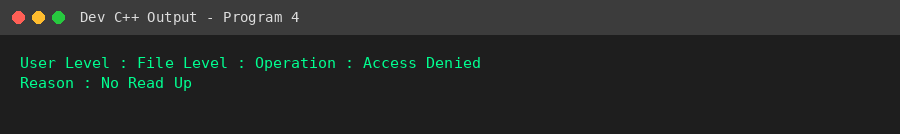 Dev C++ Output - Program 4
User Level : File Level : Operation : Access Denied
Reason : No Read Up